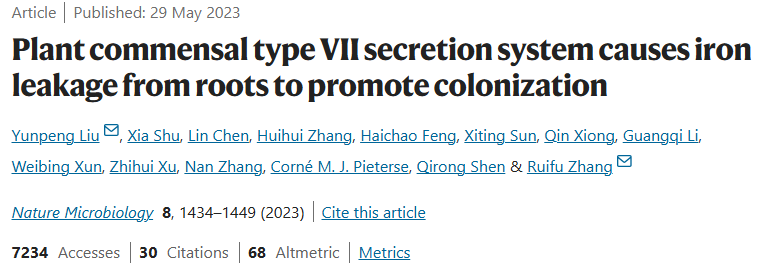 Article | Published: 29 May 2023
Plant commensal type VII secretion system causes iron
leakage from roots to promote colonization
Yunpeng Liu, Xia Shu, Lin Chen, Huihui Zhang, Haichao Feng, Xiting Sun, Qin Xiong, Guangqi Li,
Weibing Xun, Zhihui Xu, Nan Zhang, Corné M. J. Pieterse, Qirong Shen & Ruifu Zhang
Nature Microbiology 8, 1434–1449 (2023) | Cite this article
7234 Accesses | 30 Citations | 68 Altmetric | Metrics